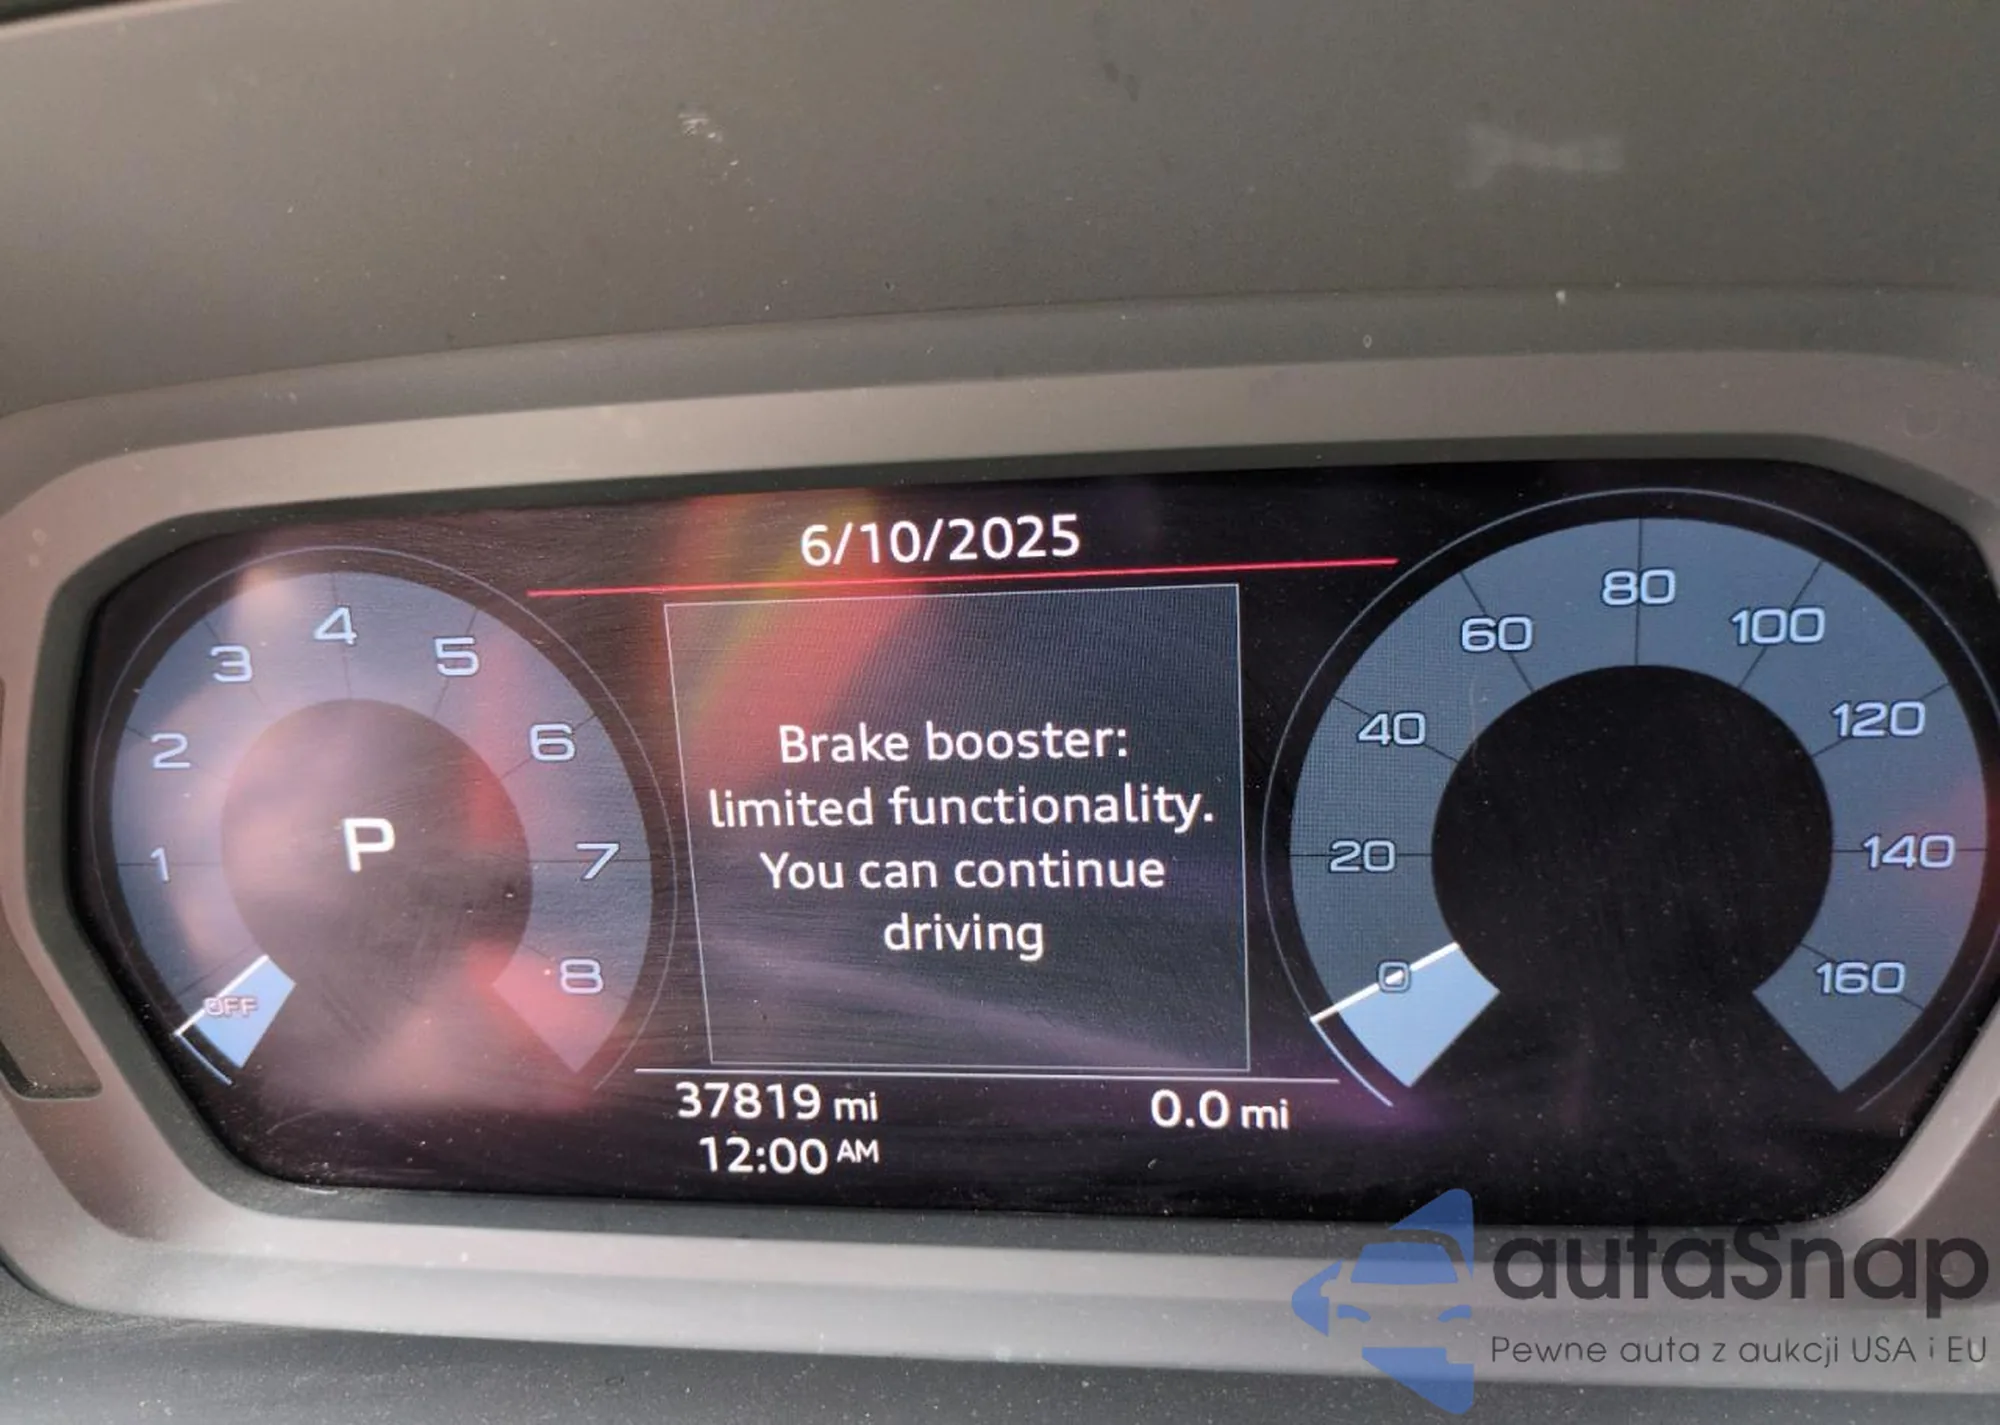 6/10/2025
4
3
5
2
6
1
P
7
OFF
8
Brake booster:
limited functionality.
You can continue
driving
80
60
100
40
120
20
140
0
160
37819 mi
0.0 mi
12:00 AM
autaSnap
Pewne auta z aukcji USA i EU